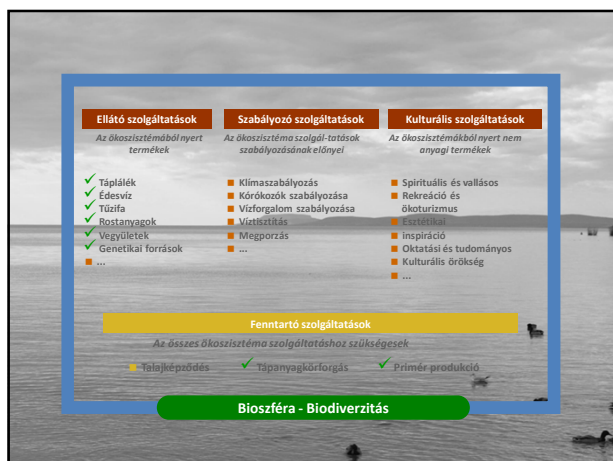 Ellátó szolgáltatások
Az ökoszisztémából nyert
termékek
Táplálék
Édesvíz
Tűzifa
Rostanyagok
Vegyületek
Genetikai források
...
Szabályozó szolgáltatások
Az ökoszisztéma szolgál-tatások
szabályozásának előnyei
Klímaszabályozás
Kórókozók szabályozása
Vízforgalom szabályozása
Víztisztítás
Megporzás
...
Kulturális szolgáltatások
Az ökoszisztémákból nyert nem
anyagi termékek
Spirituális és vallásos
Rekreáció és
ökoturizmus
Esztétikai
inspiráció
Oktatási és tudományos
Kulturális örökség
...
Fenntartó szolgáltatások
Az összes ökoszisztéma szolgáltatáshoz szükségesek
Talajképződés Tápanyagkörforgás Primér produkció
Bioszféra - Biodiverzitás